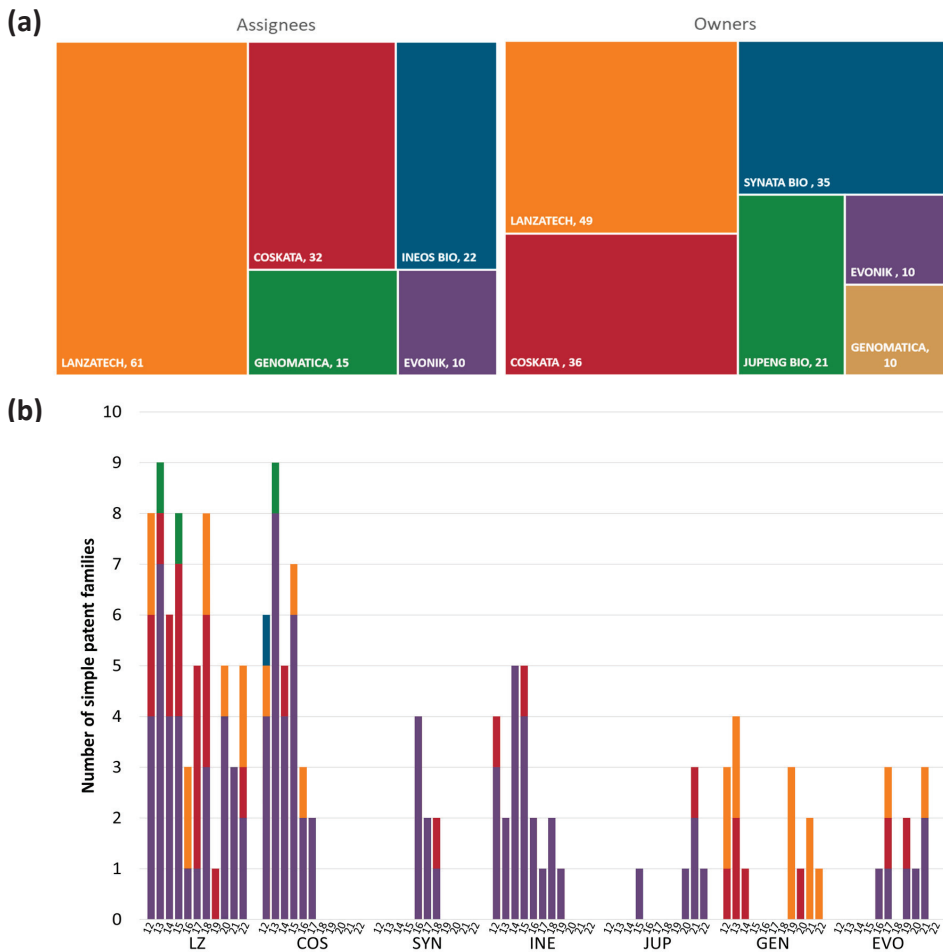 (a)
Assignees
Owners
LANZATECH, 61
COSKATA, 32
INEOS BIO, 22
GENOMATICA, 15
EVONIK, 10
LANZATECH, 49
COSKATA , 36
SYNATA BIO , 35
JUPENG BIO, 21
EVONIK , 10
GENOMATICA,
10
(b)
Number of simple patent families
10
9
8
7
6
5
4
3
2
1
0
12 13 14 15 16 17 18 19 20 21 22 12 13 14 15 16 17 18 19 20 21 22 12 13 14 15 16 17 18 19 20 21 22 12 13 14 15 16 17 18 19 20 21 22 12 13 14 15 16 17 18 19 20 21 22 12 13 14 15 16 17 18 19 20 21 22 12 13 14 15 16 17 18 19 20 21 22
LZ COS SYN INE JUP GEN EVO